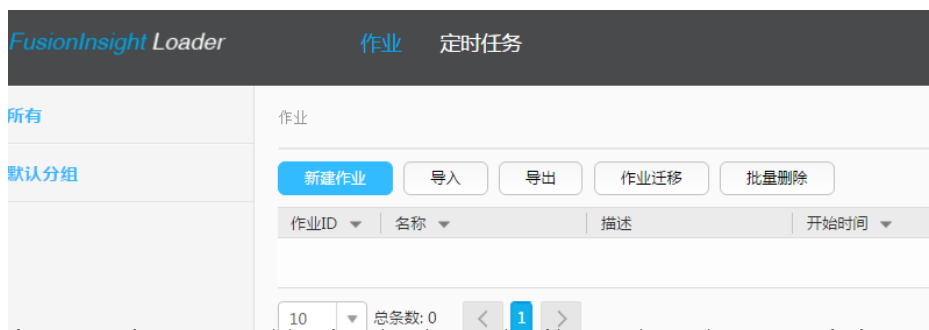 FusionInsight Loader 作业 定时任务
所有
默认分组
作业
新建作业 导入 导出 作业迁移 批量删除
作业ID 名称 描述 开始时间
10 总条数: 0 1